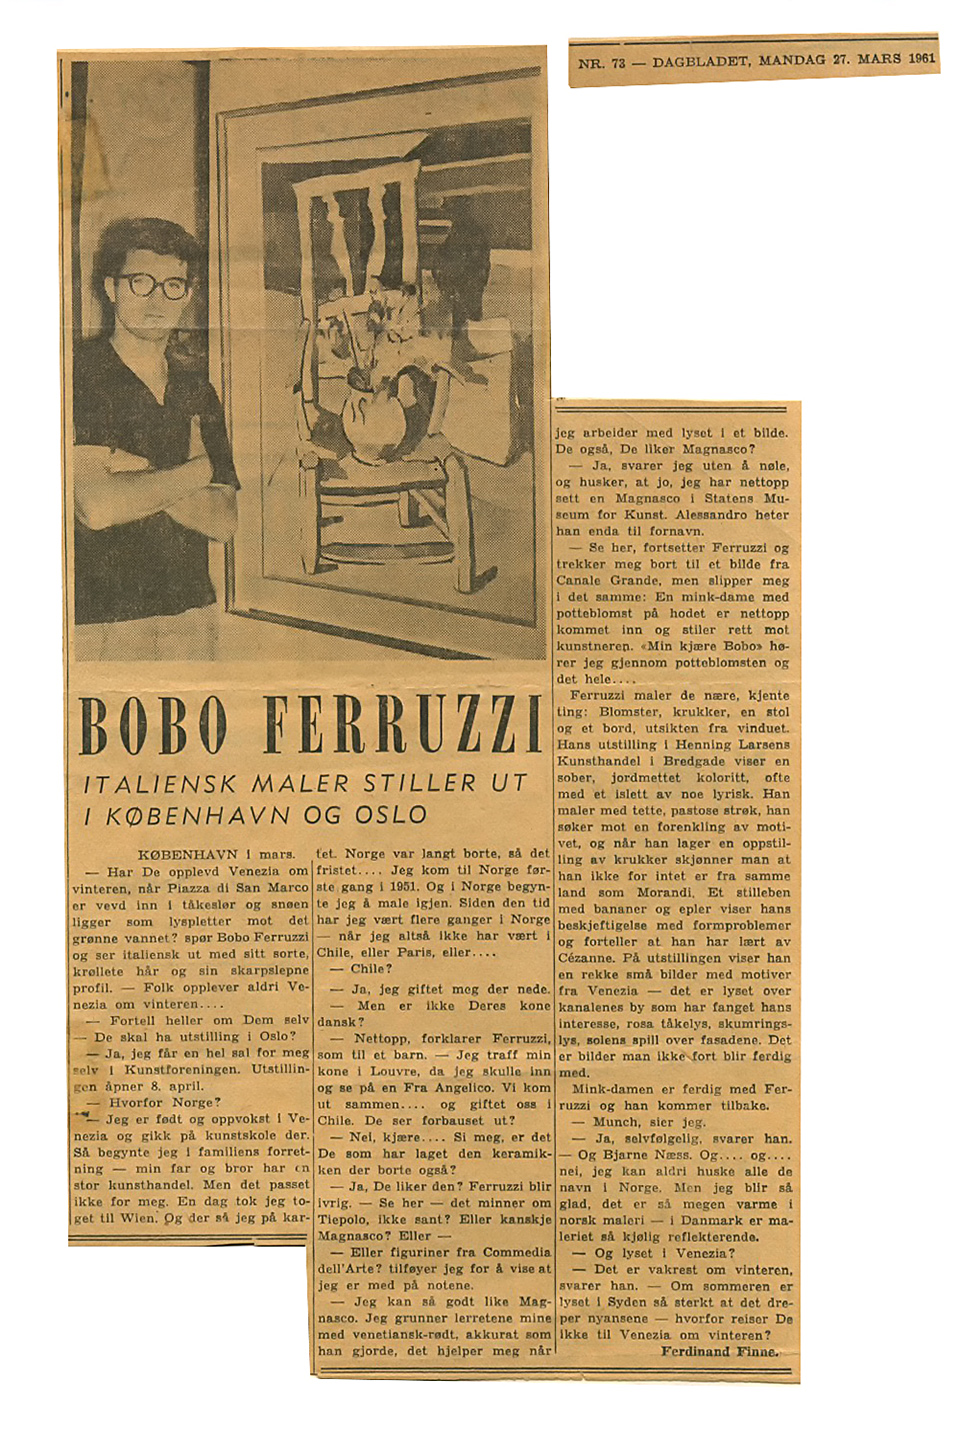 NR. 73 — DAGBLADET, MANDAG 27. MARS 1961
BOBO FERRUZZI
ITALIENSK MALER STILLER UT
I KØBENHAVN OG OSLO
KØBENHAVN i mars.
— Har De opplevd Venezia om
vinteren, når Piazza di San Marco
er vevd inn i tåkeslør og snøen
ligger som lyspletter mot det
grønne vannet? spør Bobo Ferruzzi
og ser italiensk ut med sitt sorte,
krøllete hår og sin skarpslepne
profil. — Folk opplever aldri Ve-
nezia om vinteren....
— Fortell heller om Dem selv
— De skal ha utstilling i Oslo?
— Ja, jeg får en hel sal for meg
selv i Kunstforeningen. Utstillin-
gen åpner 8. april.
— Hvorfor Norge?
— Jeg er født og oppvokst i Ve-
nezia og gikk på kunstskole der.
Så begynte jeg i familiens forret-
ning — min far og bror har en
stor kunsthandel. Men det passet
ikke for meg. En dag tok jeg to-
get til Wien. Og der så jeg på kar-
tet. Norge var langt borte, så det
fristet.... Jeg kom til Norge før-
ste gang i 1951. Og i Norge begyn-
te jeg å male igjen. Siden den tid
har jeg vært flere ganger i Norge
— når jeg altså ikke har vært i
Chile, eller Paris, eller....
— Chile?
— Ja, jeg giftet meg der nede.
— Men er ikke Deres kone
dansk?
— Nettopp, forklarer Ferruzzi,
som til et barn. — Jeg traff min
kone i Louvre, da jeg skulle inn
og se på en Fra Angelico. Vi kom
ut sammen.... og giftet oss i
Chile. De ser forbauset ut?
— Nei, kjære.... Si meg, er det
De som har laget den keramik-
ken der borte også?
— Ja, De liker den? Ferruzzi blir
ivrig. — Se her — det minner om
Tiepolo, ikke sant? Eller kanskje
Magnasco? Eller —
— Eller figuriner fra Commedia
dell'Arte? tilføyer jeg for å vise at
jeg er med på notene.
— Jeg kan så godt like Mag-
nasco. Jeg grunner lerretene mine
med venetiansk-rødt, akkurat som
han gjorde, det hjelper meg når
jeg arbeider med lyset i et bilde.
De også, De liker Magnasco?
— Ja, svarer jeg uten å nøle,
og husker, at jo, jeg har nettopp
sett en Magnasco i Statens Mu-
seum for Kunst. Alessandro heter
han enda til fornavn.
— Se her, fortsetter Ferruzzi og
trekker meg bort til et bilde fra
Canale Grande, men slipper meg
i det samme: En mink-dame med
potteblomst på hodet er nettopp
kommet inn og stiler rett mot
kunstneren. «Min kjære Bobo» hø-
rer jeg gjennom potteblomsten og
det hele....
Ferruzzi maler de nære, kjente
ting: Blomster, krukker, en stol
og et bord, utsikten fra vinduet.
Hans utstilling i Henning Larsens
Kunsthandel i Bredgade viser en
sober, jordmettet koloritt, ofte
med et islett av noe lyrisk. Han
maler med tette, pastose strøk, han
søker mot en forenkling av moti-
vet, og når han lager en oppstil-
ling av krukker skjønner man at
han ikke for intet er fra samme
land som Morandi. Et stilleben
med bananer og epler viser hans
beskjeftigelse med formproblemer
og forteller at han har lært av
Cézanne. På utstillingen viser han
en rekke små bilder med motiver
fra Venezia — det er lyset over
kanalenes by som har fanget hans
interesse, rosa tåkelys, skumrings-
lys, solens spill over fasadene. Det
er bilder man ikke fort blir ferdig
med.
Mink-damen er ferdig med Fer-
ruzzi og han kommer tilbake.
— Munch, sier jeg.
— Ja, selvfølgelig, svarer han.
— Og Bjarne Næss. Og.... og....
nei, jeg kan aldri huske alle de
navn i Norge. Men jeg blir så
glad, det er så megen varme i
norsk maleri — i Danmark er ma-
leriet så kjølig reflekterende.
— Og lyset i Venezia?
— Det er vakrest om vinteren,
svarer han. — Om sommeren er
lyset i Syden så sterkt at det dre-
per nyansene — hvorfor reiser De
ikke til Venezia om vinteren?
Ferdinand Finne.